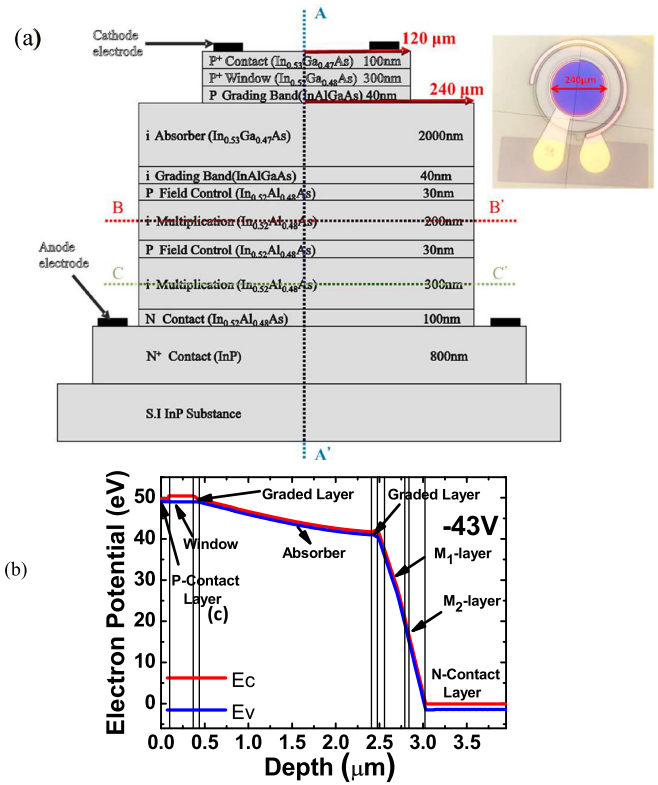 (a)
Cathode
electrode
A
120 μm
P⁺ Contact (In₀.₅₃Ga₀.₄₇As) 100nm
P⁺ Window (In₀.₅₂Ga₀.₄₈As) 300nm
P Grading Band(InAlGaAs) 40nm
240 μm
240μm
i Absorber (In₀.₅₃Ga₀.₄₇As) 2000nm
i Grading Band(InAlGaAs) 40nm
P Field Control (In₀.₅₂Al₀.₄₈As) 30nm
B i Multiplication (In₀.₅₂Al₀.₄₈As) 200nm B'
P Field Control (In₀.₅₂Al₀.₄₈As) 30nm
Anode
electrode
C i Multiplication (In₀.₅₂Al₀.₄₈As) 300nm C'
N Contact (In₀.₅₂Al₀.₄₈As) 100nm
N⁺ Contact (InP) 800nm
S.I InP Substance
A'
(b)
Electron Potential (eV)
50
40
30
20
10
0
Graded Layer
Graded Layer
-43V
Window
Absorber
M₁-layer
P-Contact
Layer
(c)
M₂-layer
N-Contact
Layer
Ec
Ev
0.0 0.5 1.5 2.0 2.5 3.0 3.5
Depth (μm)